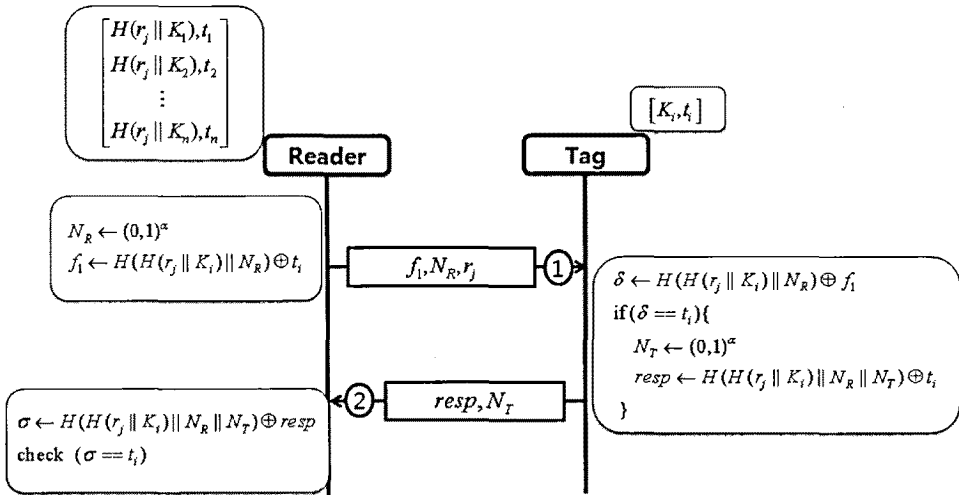 H(r_j || K_1), t_1
H(r_j || K_2), t_2
⋮
H(r_j || K_n), t_n
[K_i, t_i]
Reader
Tag
N_R ← (0,1)^α
f_1 ← H(H(r_j || K_i) || N_R) ⊕ t_i
f_1, N_R, r_j
1
δ ← H(H(r_j || K_i) || N_R) ⊕ f_1
if(δ == t_i){
N_T ← (0,1)^α
resp ← H(H(r_j || K_i) || N_R || N_T) ⊕ t_i
}
2
resp, N_T
σ ← H(H(r_j || K_i) || N_R || N_T) ⊕ resp
check (σ == t_i)